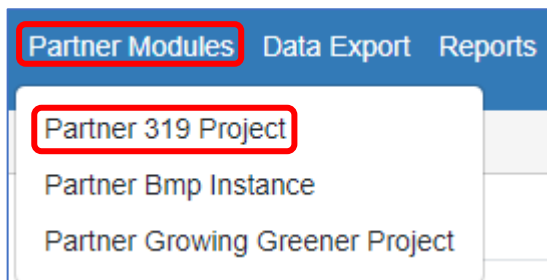 Partner Modules Data Export Reports
Partner 319 Project
Partner Bmp Instance
Partner Growing Greener Project